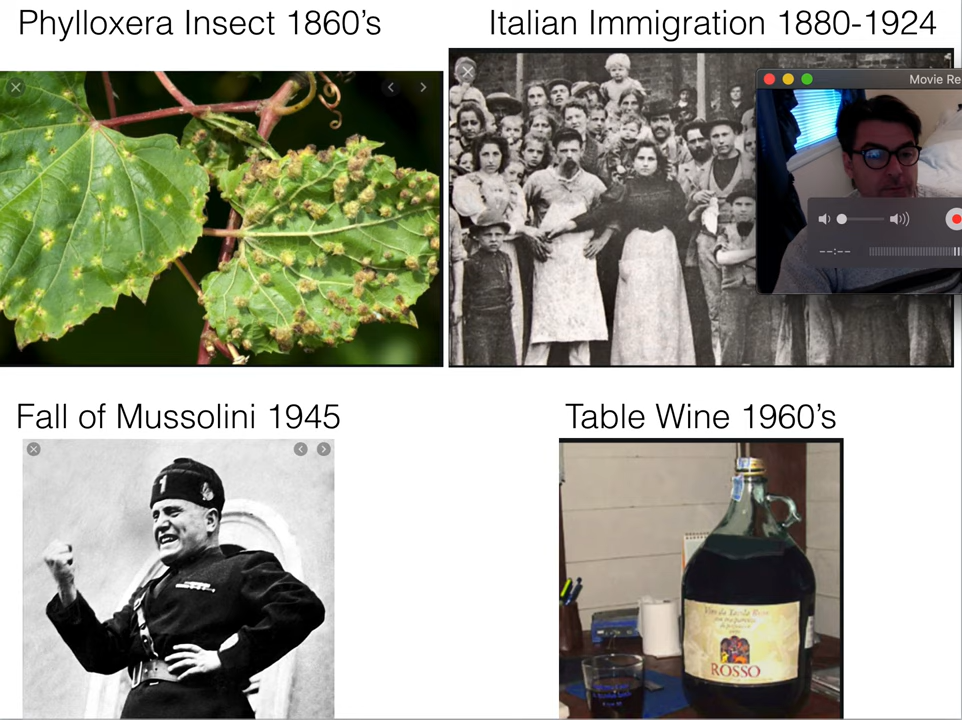 Phylloxera Insect 1860's
Italian Immigration 1880-1924
Movie Re
--:--
Fall of Mussolini 1945
Table Wine 1960's
ROSSO